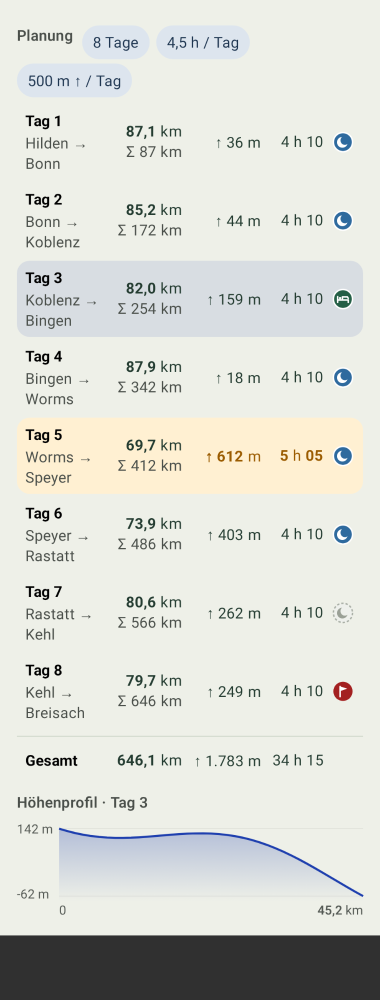 Planung 8 Tage 4,5 h / Tag
500 m ↑ / Tag
Tag 1
Hilden →
Bonn
87,1 km
Σ 87 km
↑ 36 m
4 h 10
Tag 2
Bonn →
Koblenz
85,2 km
Σ 172 km
↑ 44 m
4 h 10
Tag 3
Koblenz →
Bingen
82,0 km
Σ 254 km
↑ 159 m
4 h 10
Tag 4
Bingen →
Worms
87,9 km
Σ 342 km
↑ 18 m
4 h 10
Tag 5
Worms →
Speyer
69,7 km
Σ 412 km
↑ 612 m
5 h 05
Tag 6
Speyer →
Rastatt
73,9 km
Σ 486 km
↑ 403 m
4 h 10
Tag 7
Rastatt →
Kehl
80,6 km
Σ 566 km
↑ 262 m
4 h 10
Tag 8
Kehl →
Breisach
79,7 km
Σ 646 km
↑ 249 m
4 h 10
Gesamt 646,1 km ↑ 1.783 m 34 h 15
Höhenprofil · Tag 3
142 m
-62 m
0 45,2 km